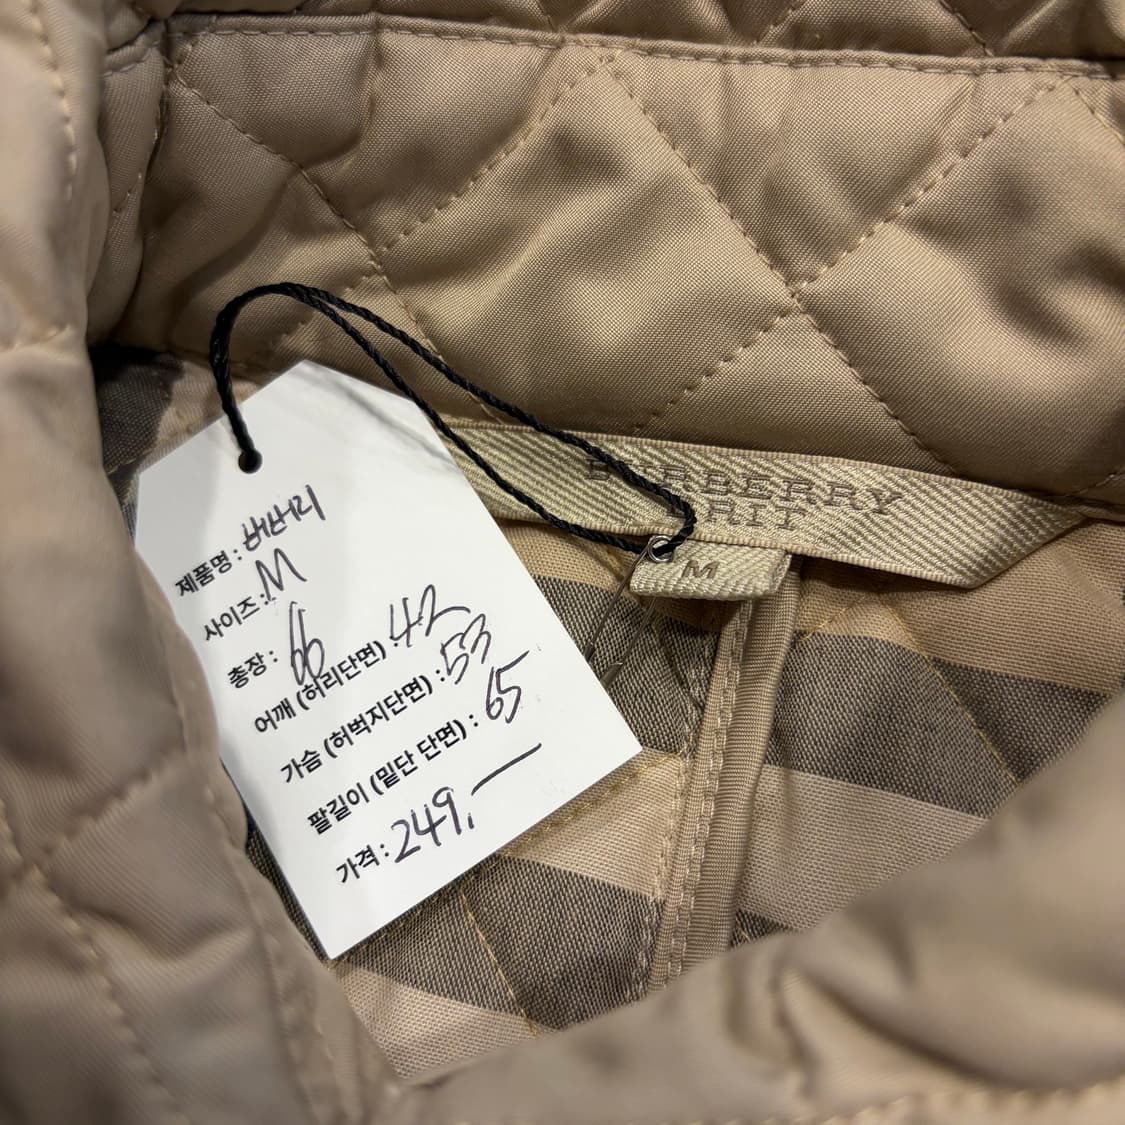 BURBERRY
BRIT
M
제품명 : 버버리
사이즈 : M
총장 : 66
어깨 (허리단면) : 42
가슴 (허벅지단면) : 53
팔길이 (밑단 단면) : 65
가격 : 249,—